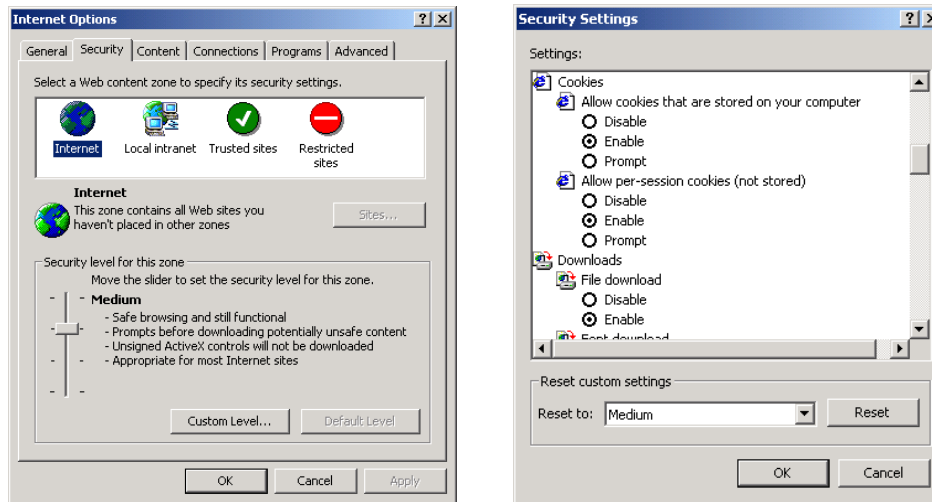 Internet Options
General Security Content Connections Programs Advanced
Select a Web content zone to specify its security settings.
Internet Local intranet Trusted sites Restricted
sites
Internet
This zone contains all Web sites you
haven't placed in other zones
Sites...
Security level for this zone
Move the slider to set the security level for this zone.
Medium
- Safe browsing and still functional
- Prompts before downloading potentially unsafe content
- Unsigned ActiveX controls will not be downloaded
- Appropriate for most Internet sites
Custom Level... Default Level
OK Cancel Apply
Security Settings
Settings:
Cookies
Allow cookies that are stored on your computer
Disable
Enable
Prompt
Allow per-session cookies (not stored)
Disable
Enable
Prompt
Downloads
File download
Disable
Enable
Font download
Reset custom settings
Reset to: Medium Reset
OK Cancel